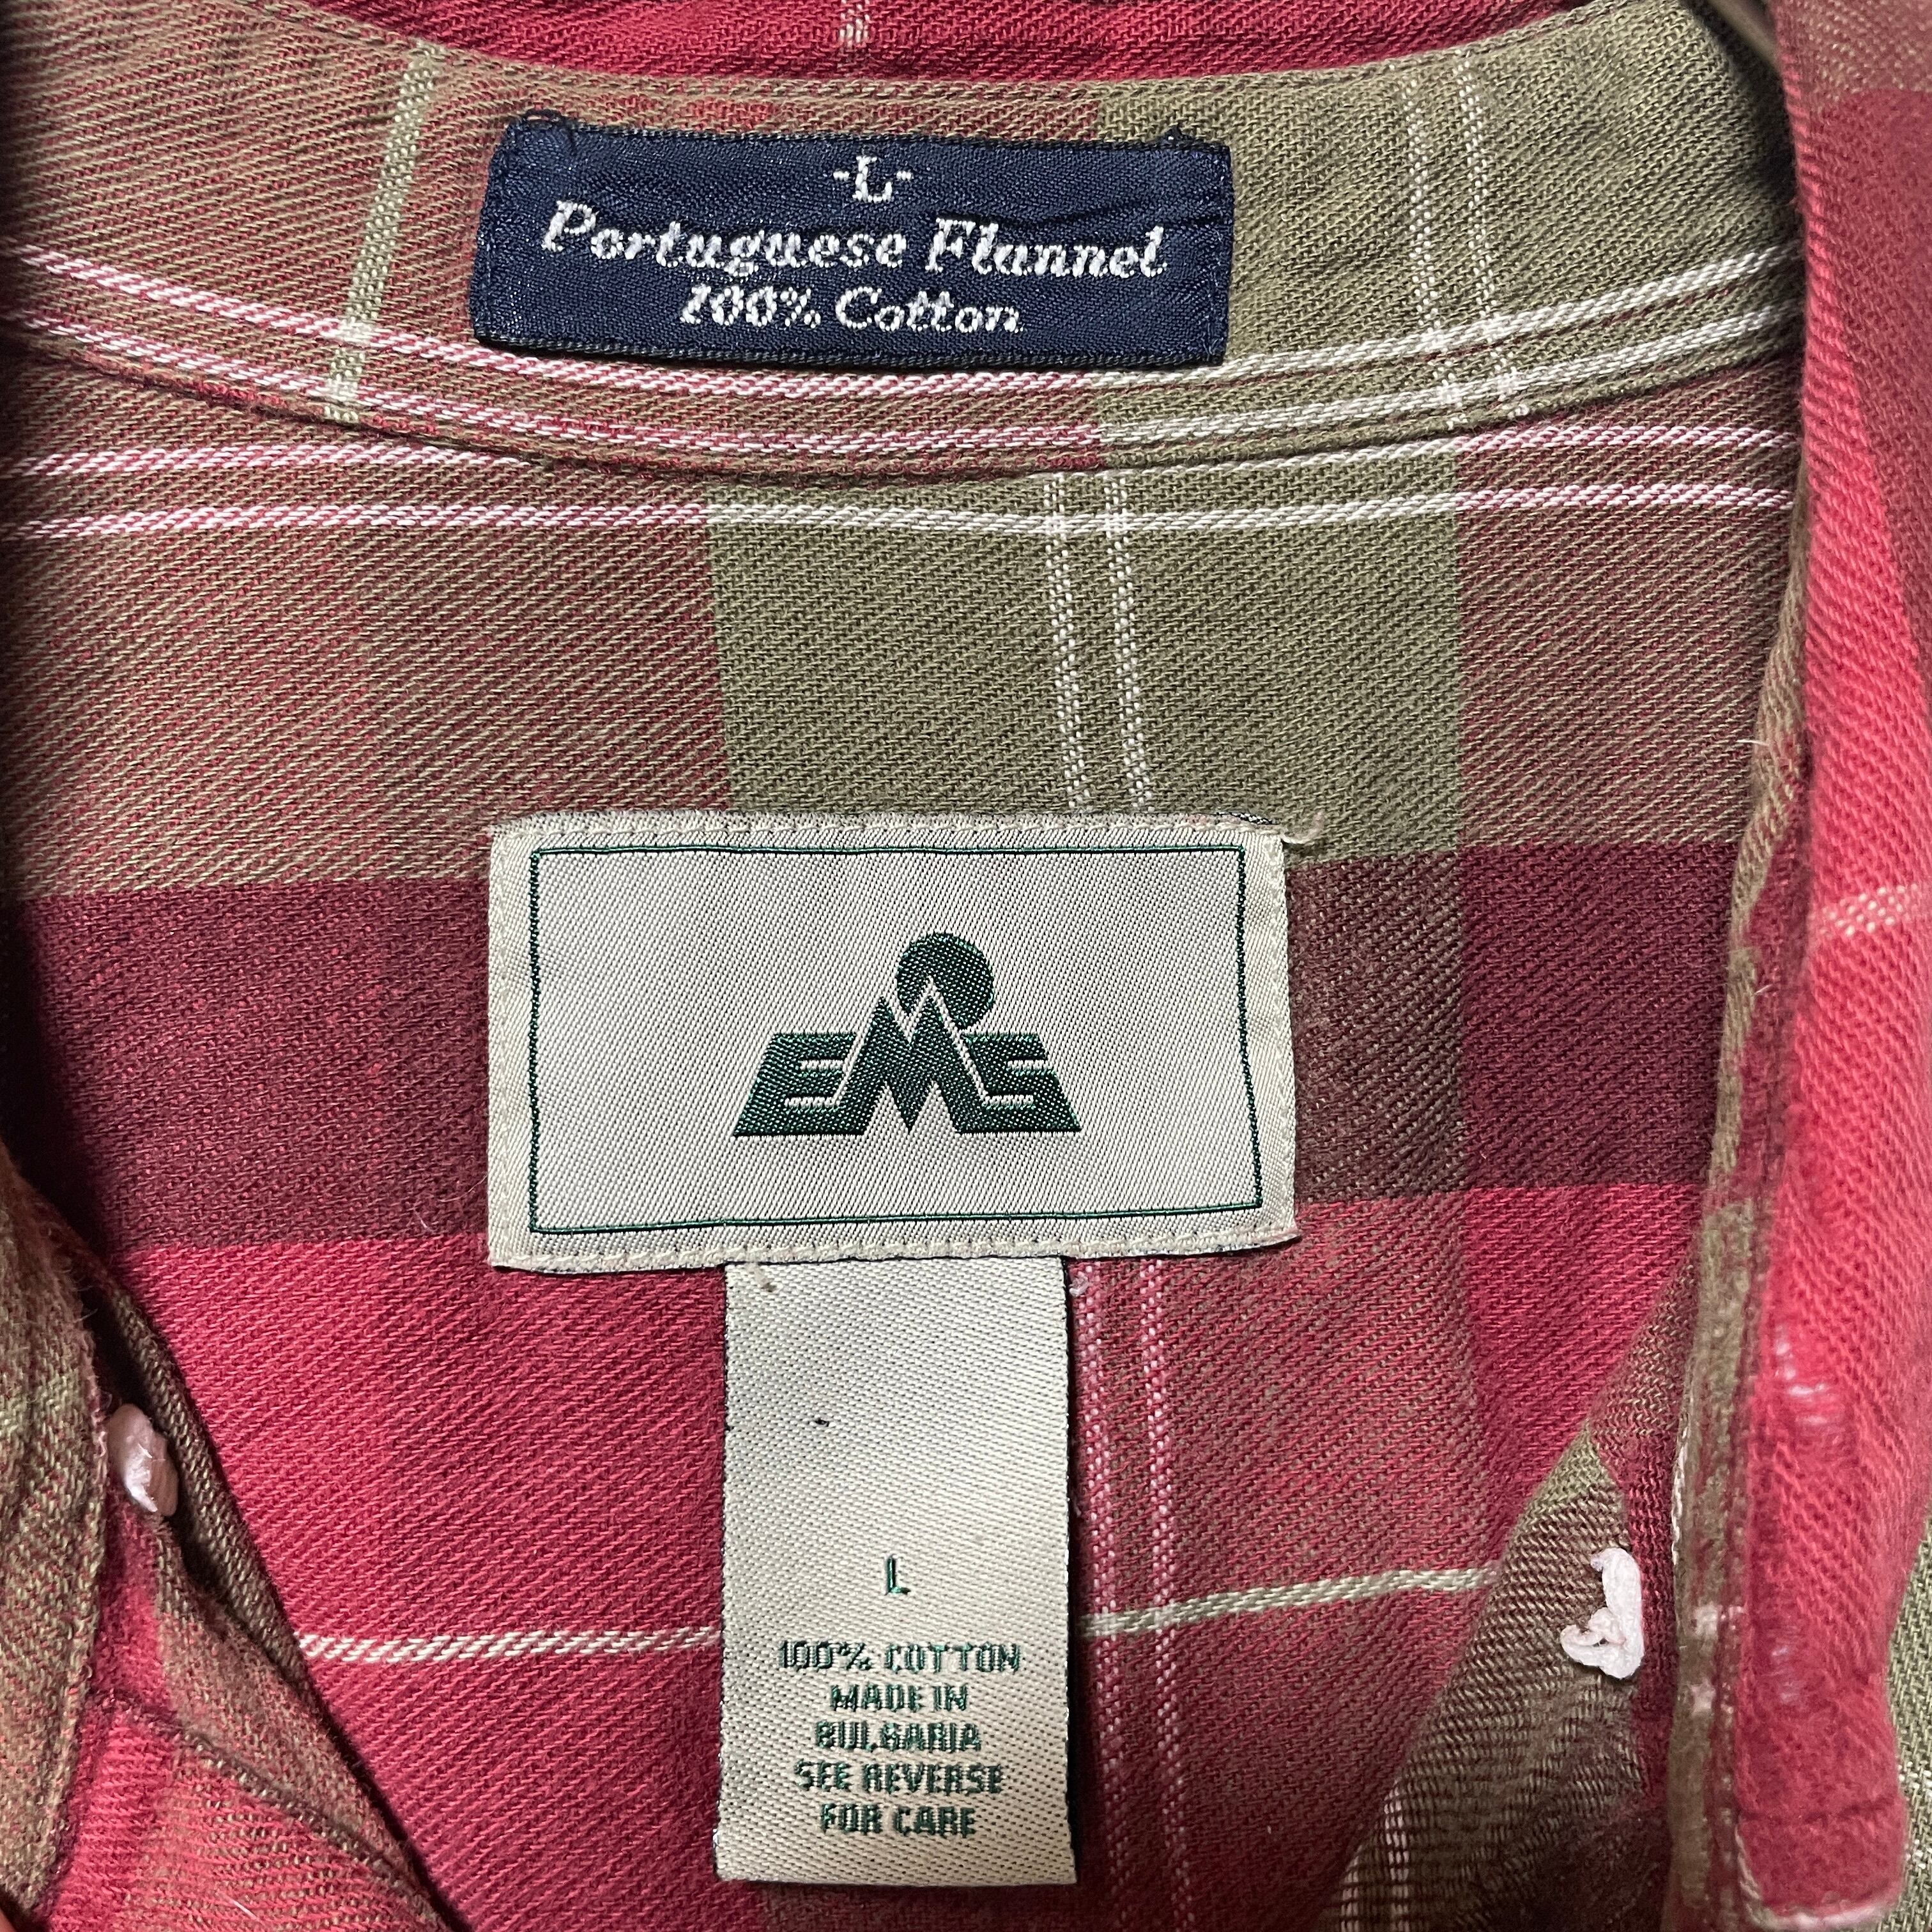 -L-
Portuguese Flannel
100% Cotton
EMS
L
100% COTTON
MADE IN
BULGARIA
SEE REVERSE
FOR CARE